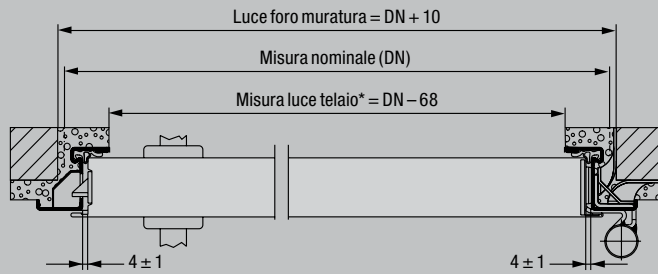 Luce foro muratura = DN + 10
Misura nominale (DN)
Misura luce telaio* = DN – 68
4 ± 1
4 ± 1